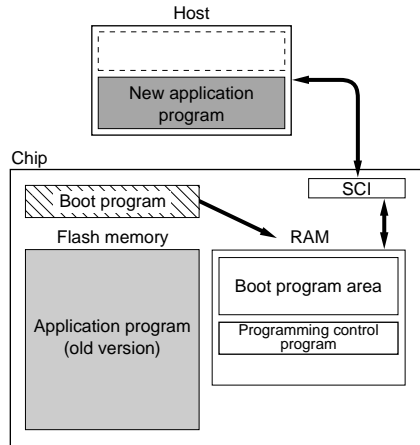 Host
New application
program
Chip
SCI
Boot program
Flash memory
RAM
Application program
(old version)
Boot program area
Programming control
program